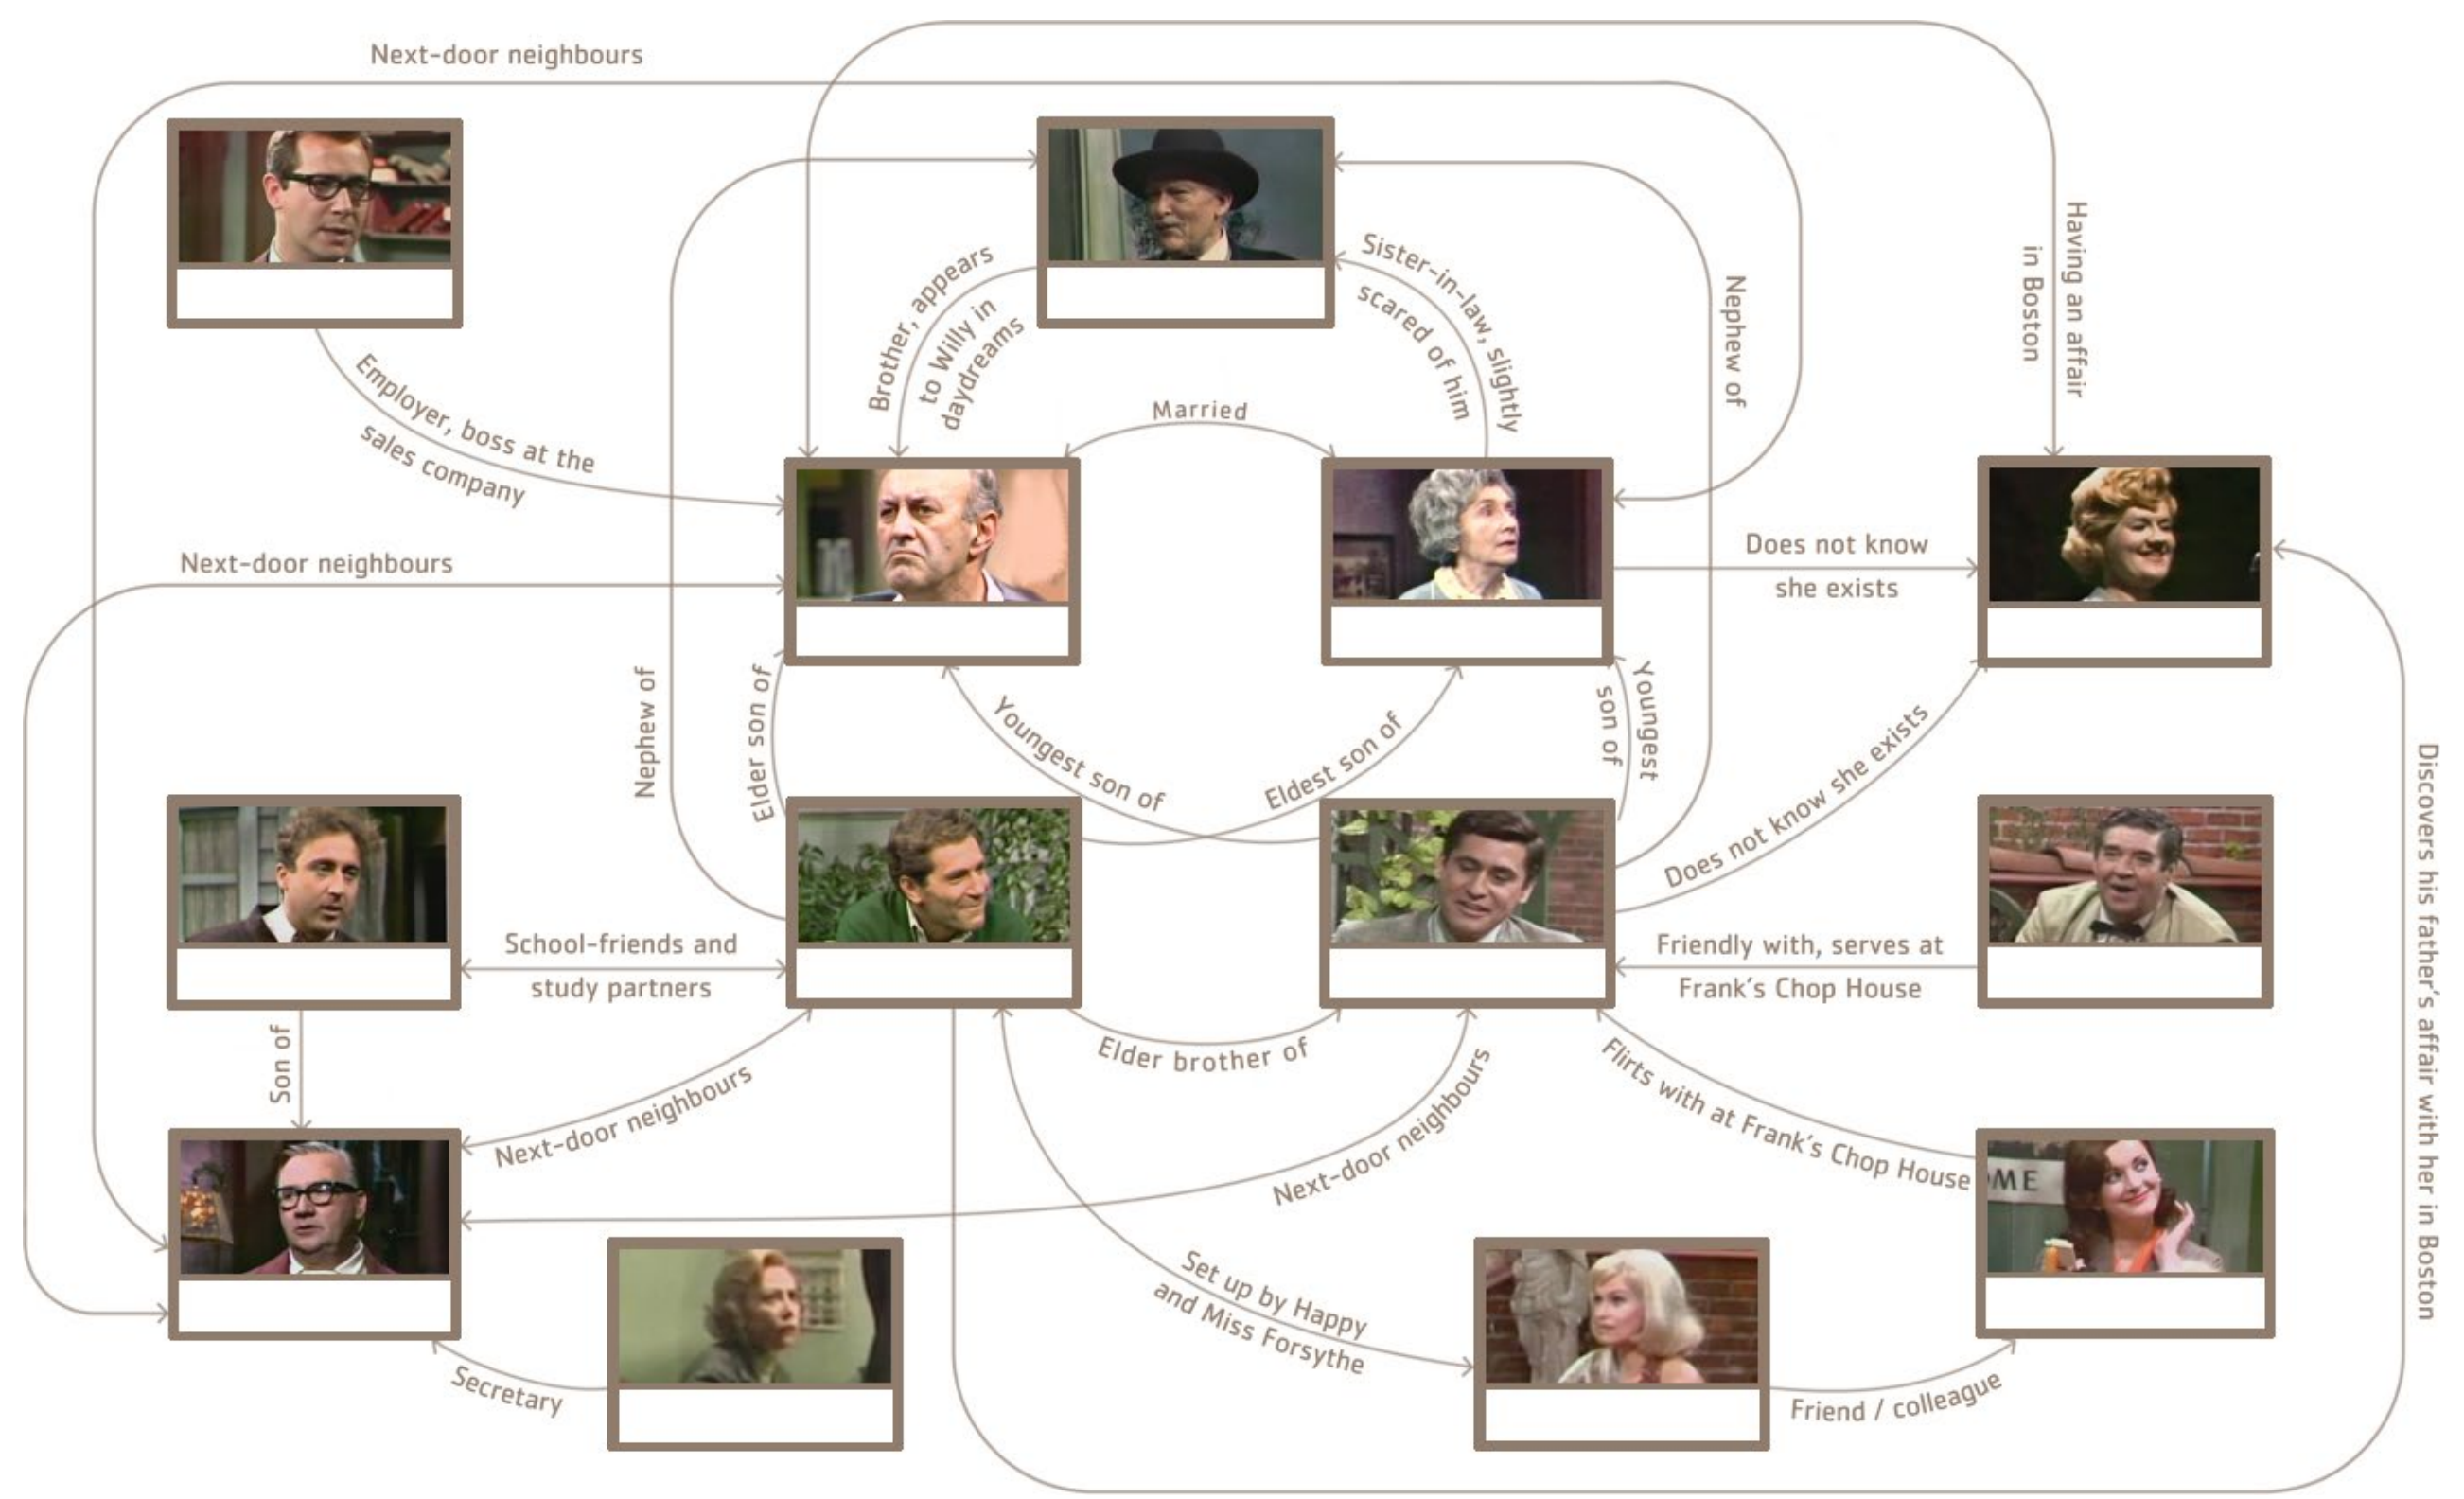 Next-door neighbours
Having an affair
in Boston
Brother, appears
to Willy in
daydreams
Sister-in-law, slightly
scared of him
Nephew of
Employer, boss at the
sales company
Married
Next-door neighbours
Does not know
she exists
Nephew of
Elder son of
Youngest son of
Eldest son of
Youngest
son of
Does not know she exists
Discovers his father's affair with her in Boston
School-friends and
study partners
Friendly with, serves at
Frank's Chop House
Son of
Next-door neighbours
Elder brother of
Next-door neighbours
Flirts with at Frank's Chop House
ME
Set up by Happy
and Miss Forsythe
Secretary
Friend / colleague